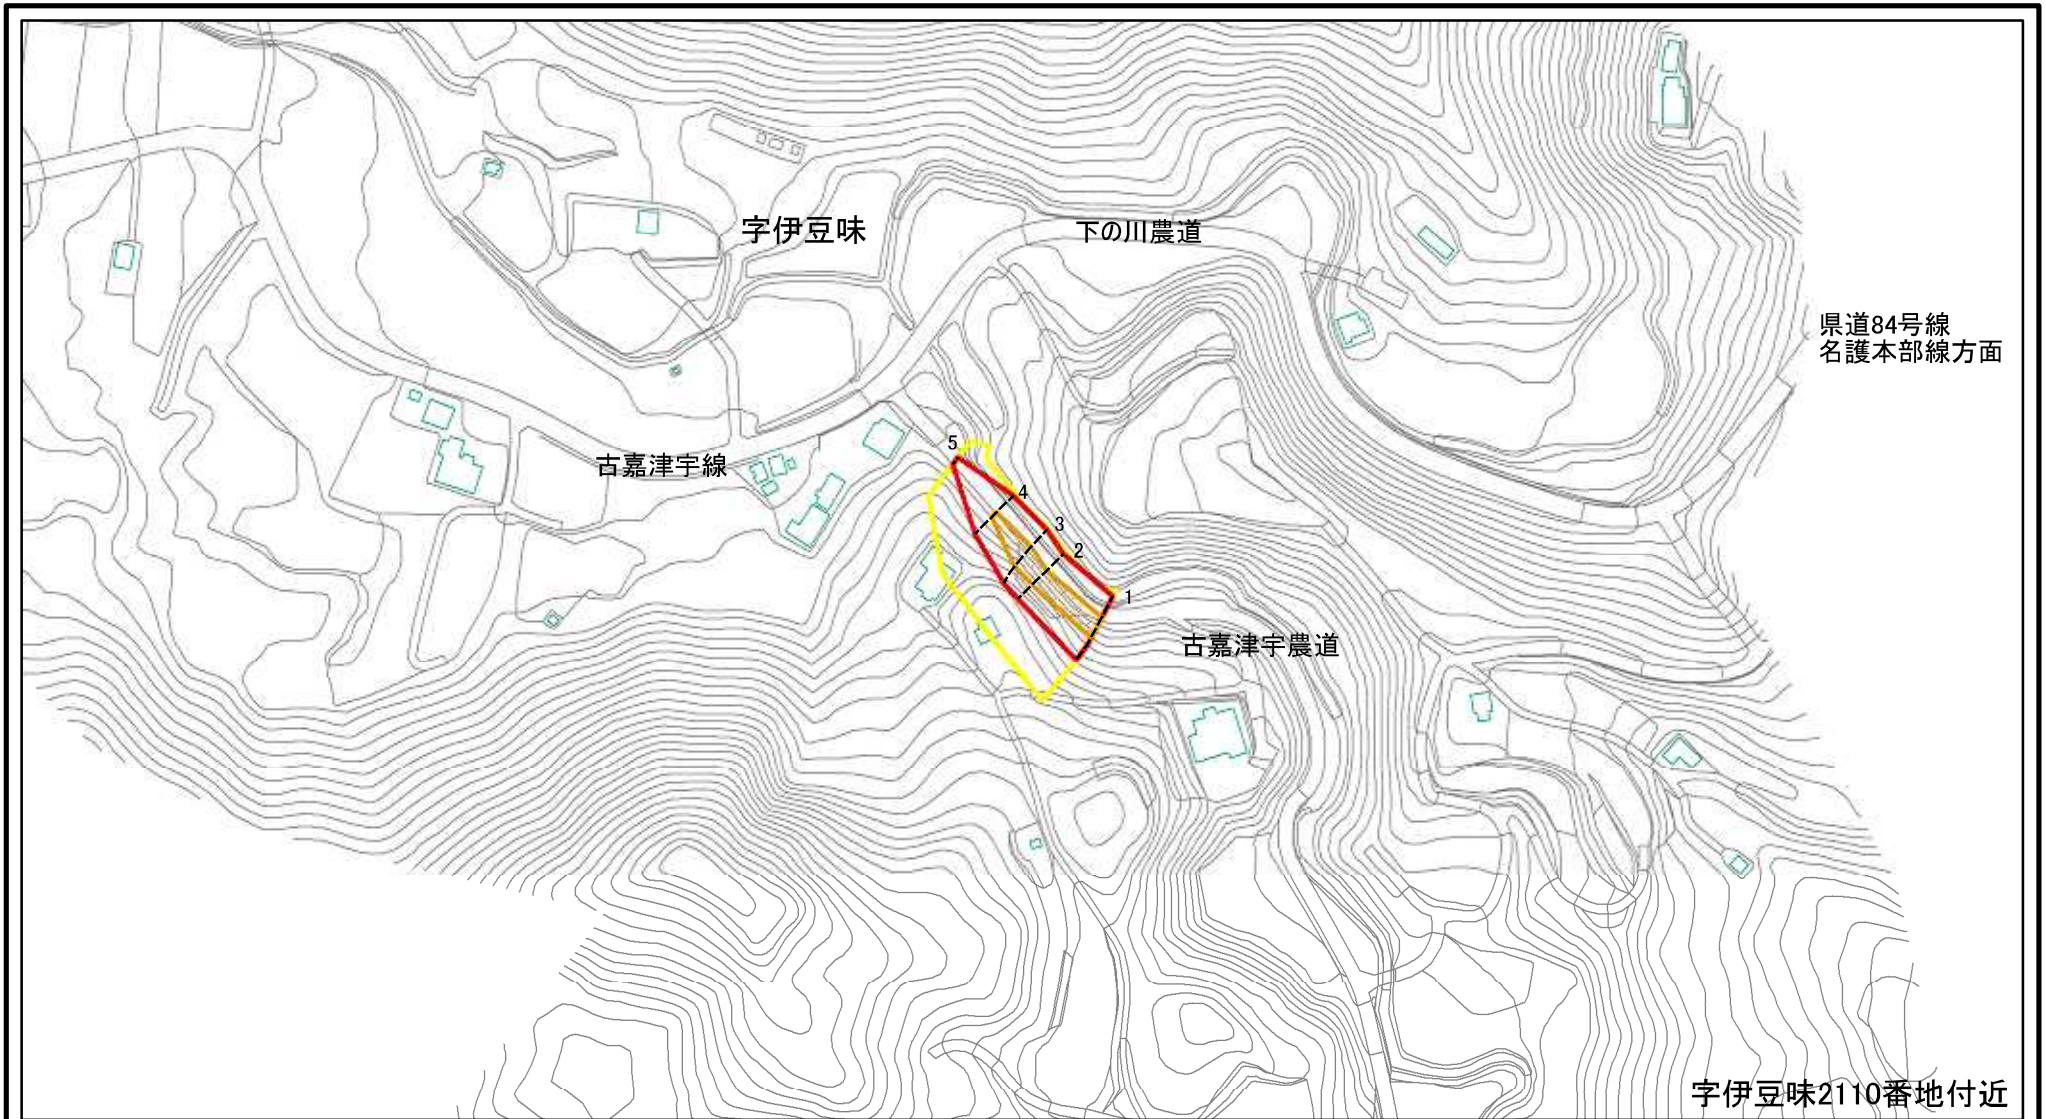 字伊豆味
下の川農道
県道84号線
名護本部線方面
5
古嘉津宇線
4
3
2
1
古嘉津宇農道
字伊豆味2110番地付近